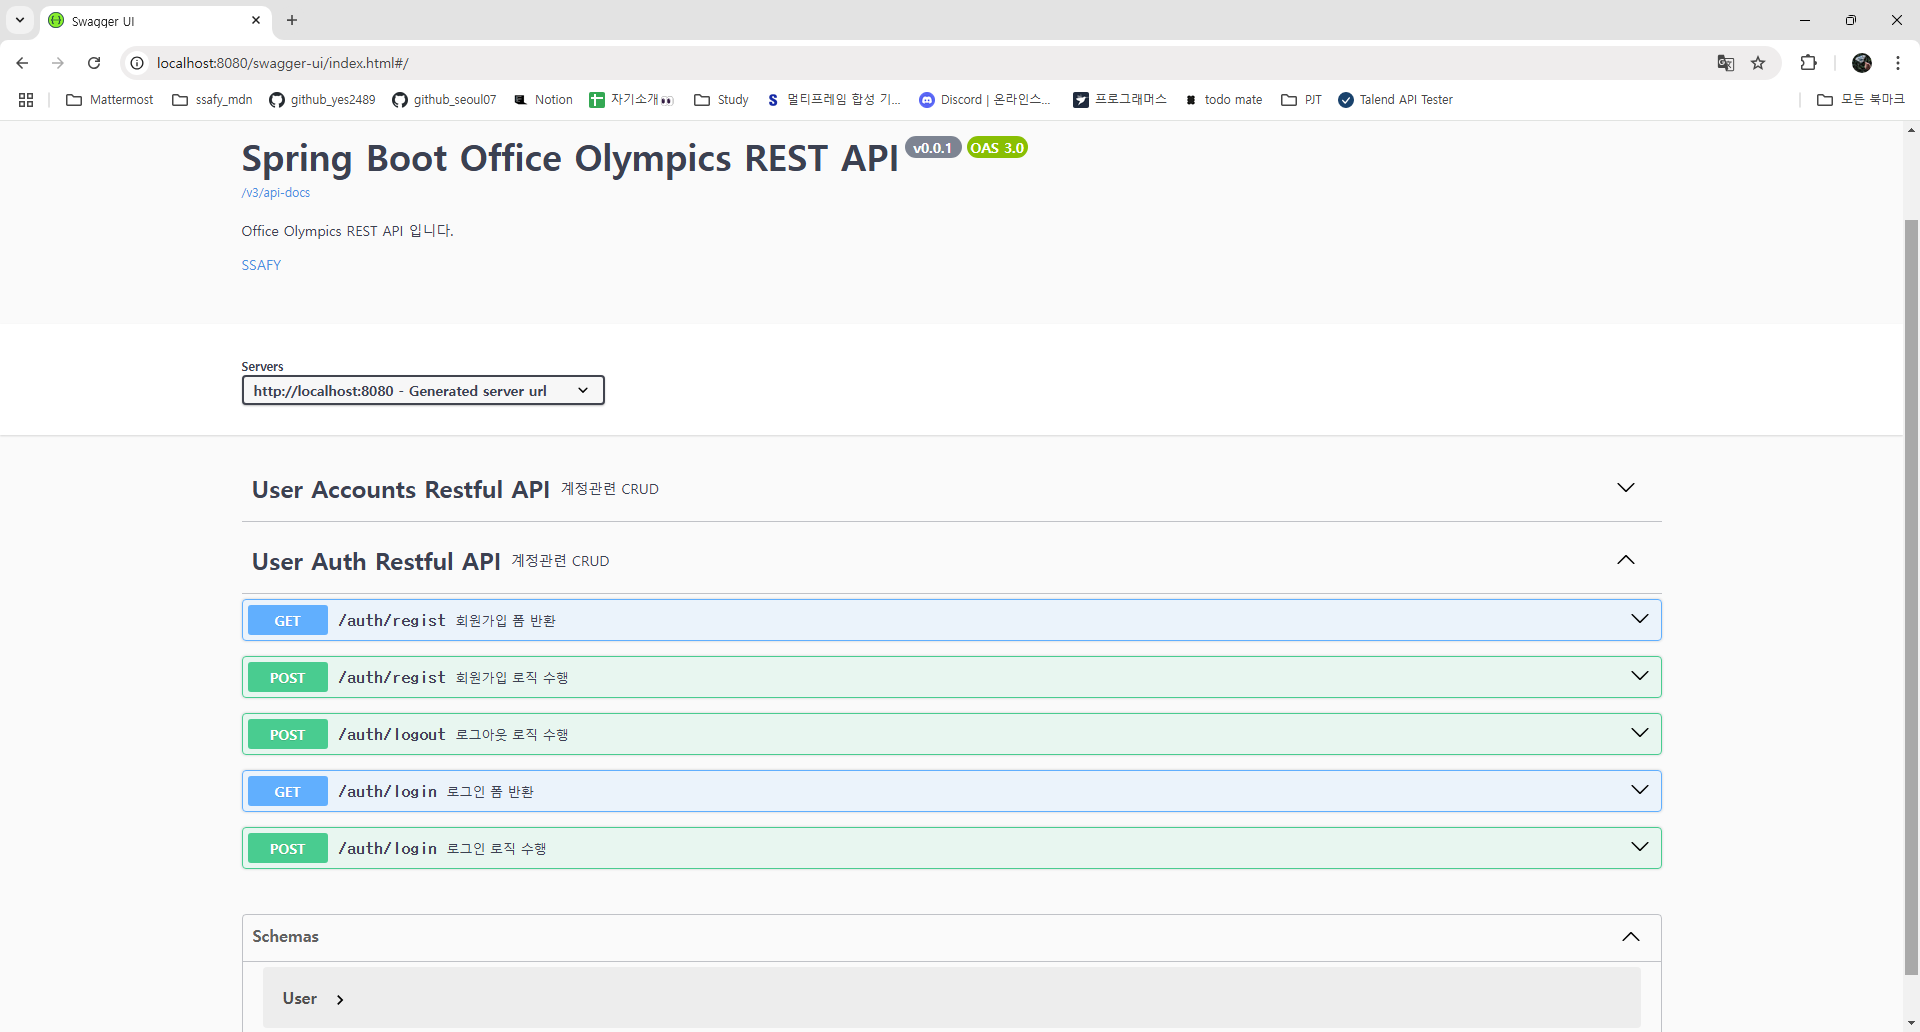 Swagger UI
localhost:8080/swagger-ui/index.html#/
Mattermost ssafy_mdn github_yes2489 github_seoul07 Notion 자기소개👀 Study 멀티프레임 합성 기... Discord | 온라인스... 프로그래머스 todo mate PJT Talend API Tester 모든 북마크
Spring Boot Office Olympics REST API v0.0.1 OAS 3.0
/v3/api-docs
Office Olympics REST API 입니다.
SSAFY
Servers
http://localhost:8080 - Generated server url
User Accounts Restful API 계정관련 CRUD
User Auth Restful API 계정관련 CRUD
GET /auth/regist 회원가입 폼 반환
POST /auth/regist 회원가입 로직 수행
POST /auth/logout 로그아웃 로직 수행
GET /auth/login 로그인 폼 반환
POST /auth/login 로그인 로직 수행
Schemas
User